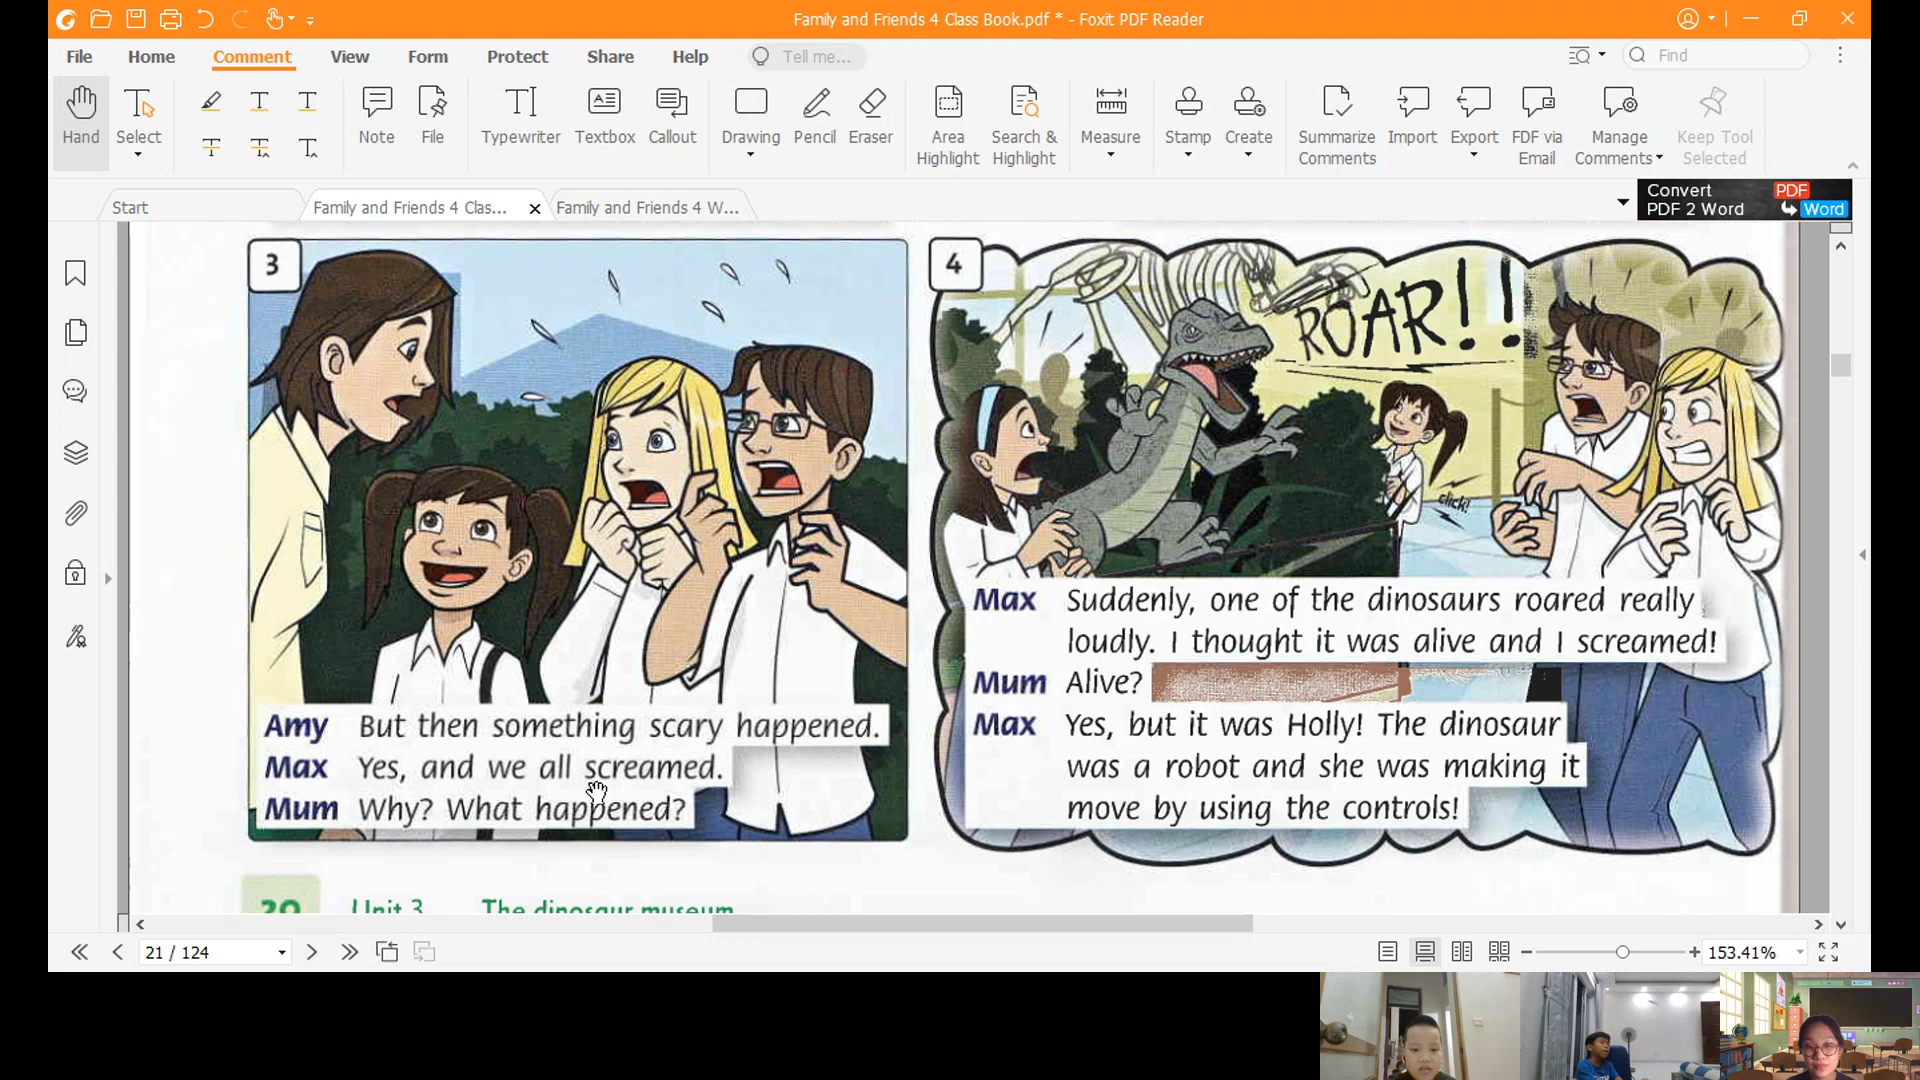 Family and Friends 4 Class Book.pdf * - Foxit PDF Reader
File Home Comment View Form Protect Share Help Tell me... Find
Hand Select Note File Typewriter Textbox Callout Drawing Pencil Eraser Area Highlight Search & Highlight Measure Stamp Create Summarize Comments Import Export FDF via Email Manage Comments Keep Tool Selected
Start Family and Friends 4 Clas... Family and Friends 4 W...
Convert PDF
PDF 2 Word Word
3
Amy But then something scary happened.
Max Yes, and we all screamed.
Mum Why? What happened?
4
ROAR!!
click!
Max Suddenly, one of the dinosaurs roared really
loudly. I thought it was alive and I screamed!
Mum Alive?
Max Yes, but it was Holly! The dinosaur
was a robot and she was making it
move by using the controls!
20 Unit 3 The dinosaur museum
21 / 124
153.41%